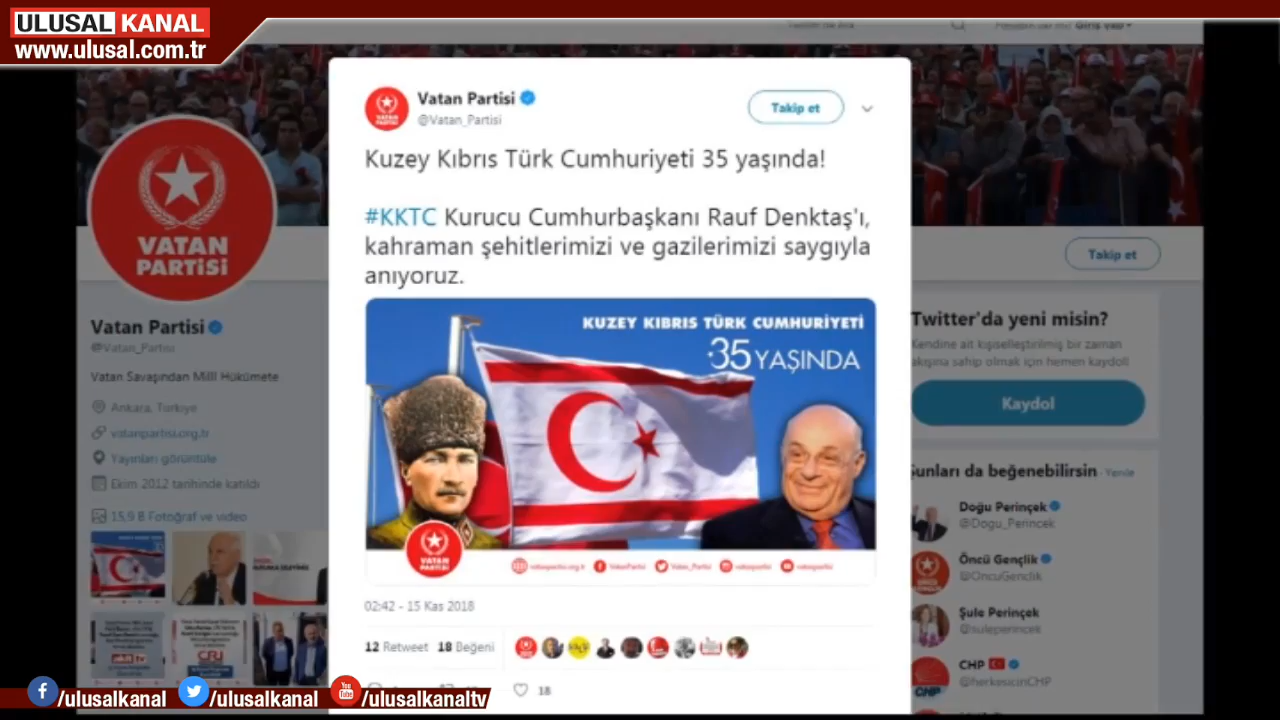 ULUSAL KANAL
www.ulusal.com.tr
Giriş yap
Vatan Partisi
@Vatan_Partisi
Takip et
Kuzey Kıbrıs Türk Cumhuriyeti 35 yaşında!
#KKTC Kurucu Cumhurbaşkanı Rauf Denktaş'ı,
kahraman şehitlerimizi ve gazilerimizi saygıyla
anıyoruz.
KUZEY KIBRIS TÜRK CUMHURİYETİ
35 YAŞINDA
VATAN
PARTİSİ
vatanpartisi.org.tr VatanPartisi Vatan_Partisi vatanpartisi vatanpartisi
02:42 - 15 Kas 2018
12 Retweet 18 Beğeni
18
VATAN
PARTİSİ
Vatan Partisi
@Vatan_Partisi
Vatan Savaşından Milli Hükümete
Ankara, Türkiye
vatanpartisi.org.tr
Yayınları görüntüle
Ekim 2012 tarihinde katıldı
15,9 B Fotoğraf ve video
Takip et
Twitter'da yeni misin?
Kendine ait kişiselleştirilmiş bir zaman
akışına sahip olmak için hemen kaydol!
Kaydol
Şunları da beğenebilirsin · Yenile
Doğu Perinçek
@Dogu_Perincek
Öncü Gençlik
@OncuGenclik
Şule Perinçek
@suleperincek
CHP
@herkesicinCHP
CHP
/ulusalkanal /ulusalkanal /ulusalkanaltv